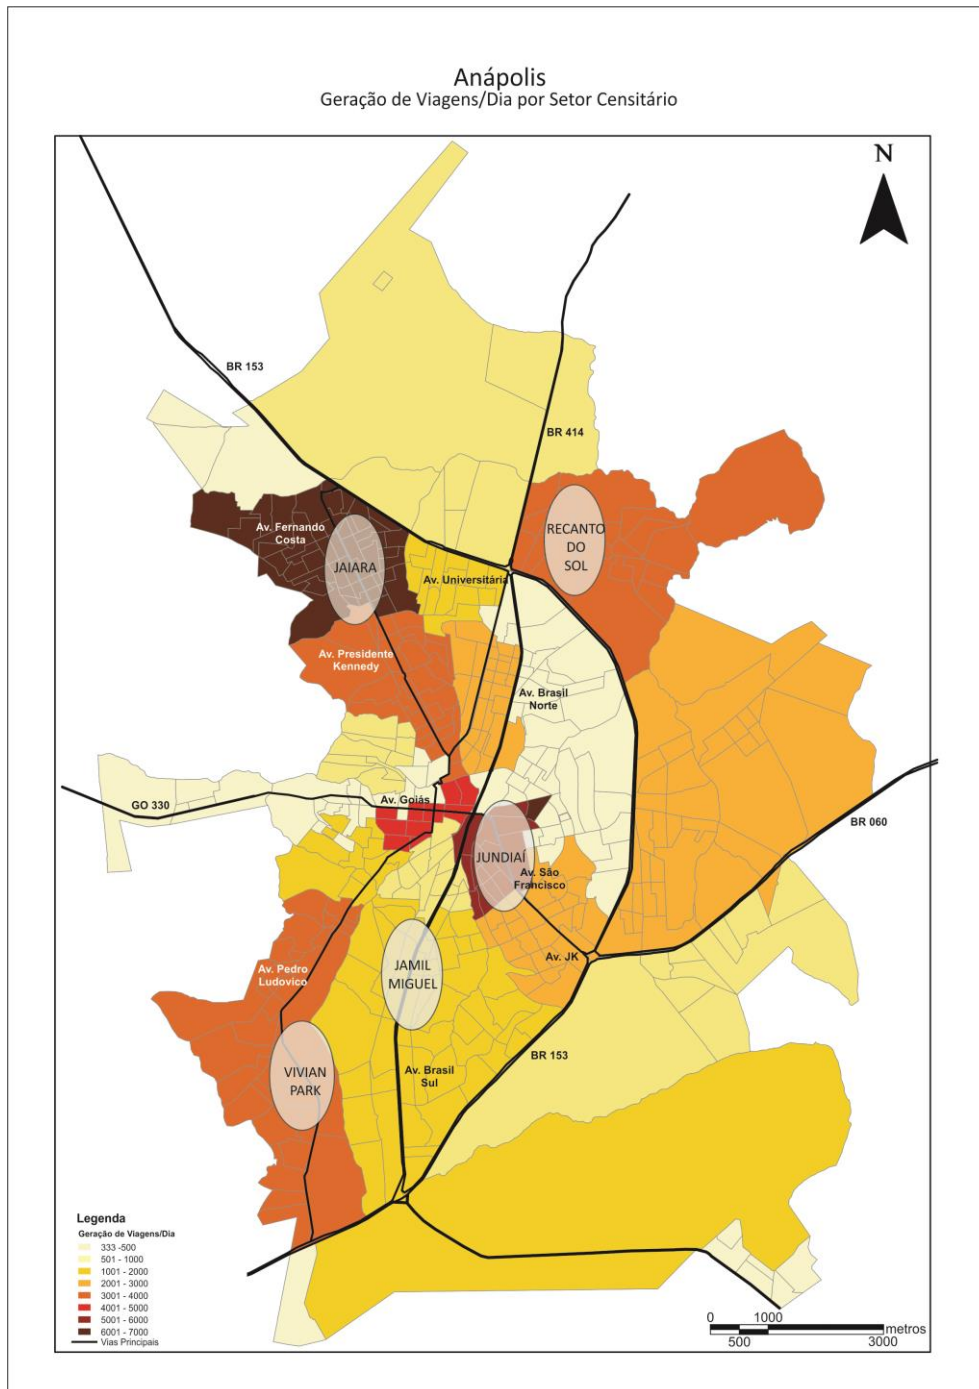 Anápolis
Geração de Viagens/Dia por Setor Censitário
N
BR 153
BR 414
Av. Fernando
Costa
RECANTO
DO
SOL
JAIARA
Av. Universitária
Av. Presidente
Kennedy
Av. Brasil
Norte
Av. Goiás
GO 330
BR 060
JUNDIAÍ
Av. São
Francisco
Av. JK
Av. Pedro
Ludovico
JAMIL
MIGUEL
BR 153
VIVIAN
PARK
Av. Brasil
Sul
Legenda
Geração de Viagens/Dia
333 -500
501 - 1000
1001 - 2000
2001 - 3000
3001 - 4000
4001 - 5000
5001 - 6000
6001 - 7000
Vias Principais
0 1000
metros
500 3000